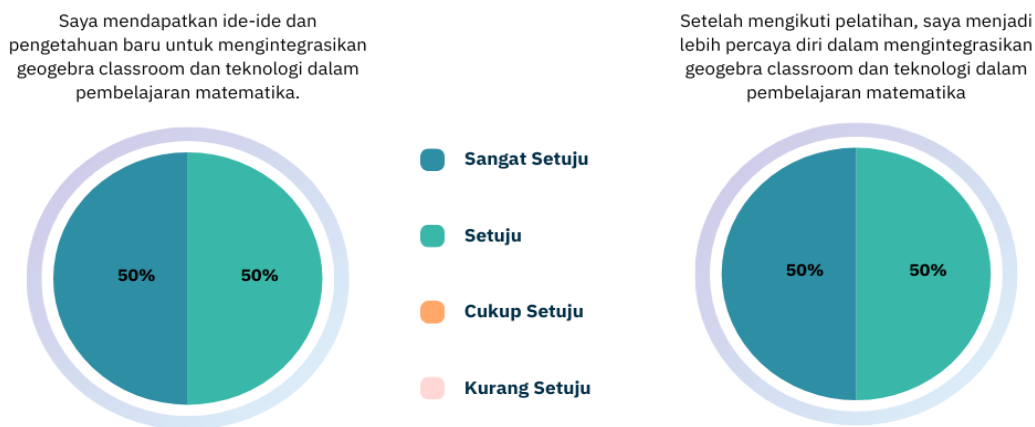 Saya mendapatkan ide-ide dan
pengetahuan baru untuk mengintegrasikan
geogebra classroom dan teknologi dalam
pembelajaran matematika.
50%
50%
Sangat Setuju
Setuju
Cukup Setuju
Kurang Setuju
Setelah mengikuti pelatihan, saya menjadi
lebih percaya diri dalam mengintegrasikan
geogebra classroom dan teknologi dalam
pembelajaran matematika
50%
50%